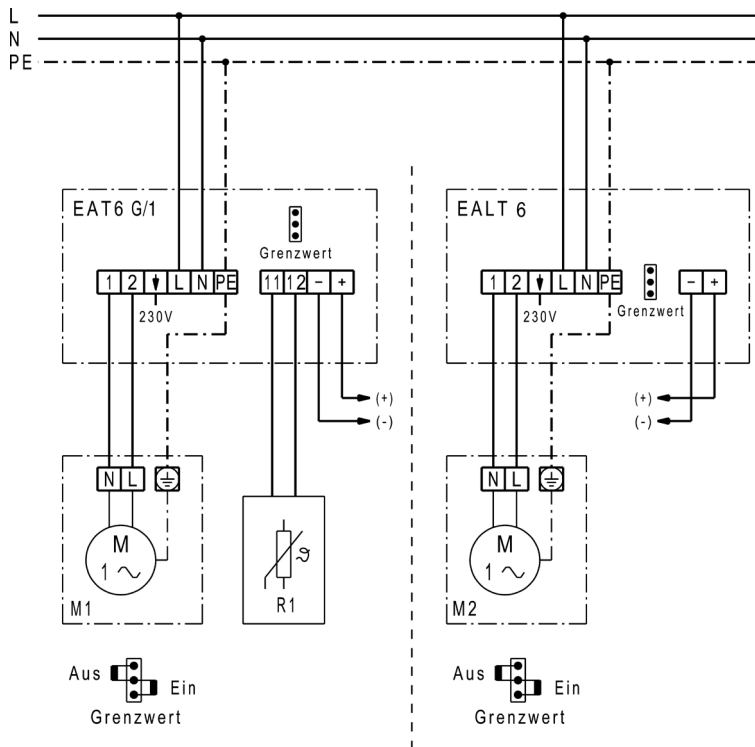 L
N
PE
EAT6 G/1
EALT 6
Grenzwert
1 2 L N PE
11 12 − +
230V
1 2 L N PE
− +
230V
Grenzwert
(+)
(-)
(+)
(-)
N L
M
1 ~
M1
ϑ
R1
N L
M
1 ~
M2
Aus
Ein
Grenzwert
Aus
Ein
Grenzwert